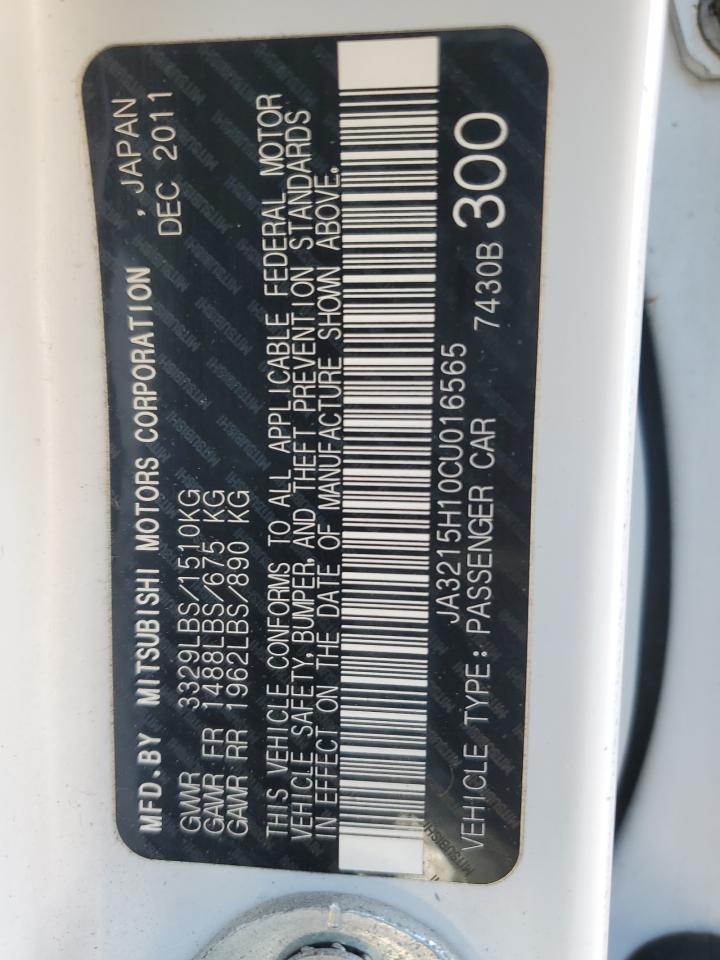 MFD.BY MITSUBISHI MOTORS CORPORATION , JAPAN
DEC 2011
GVWR 3329LBS/1510KG
GAWR FR 1488LBS/675 KG
GAWR RR 1962LBS/890 KG
THIS VEHICLE CONFORMS TO ALL APPLICABLE FEDERAL MOTOR
VEHICLE SAFETY,BUMPER,AND THEFT PREVENTION STANDARDS
IN EFFECT ON THE DATE OF MANUFACTURE SHOWN ABOVE.
JA3215H10CU016565
VEHICLE TYPE: PASSENGER CAR 7430B 300